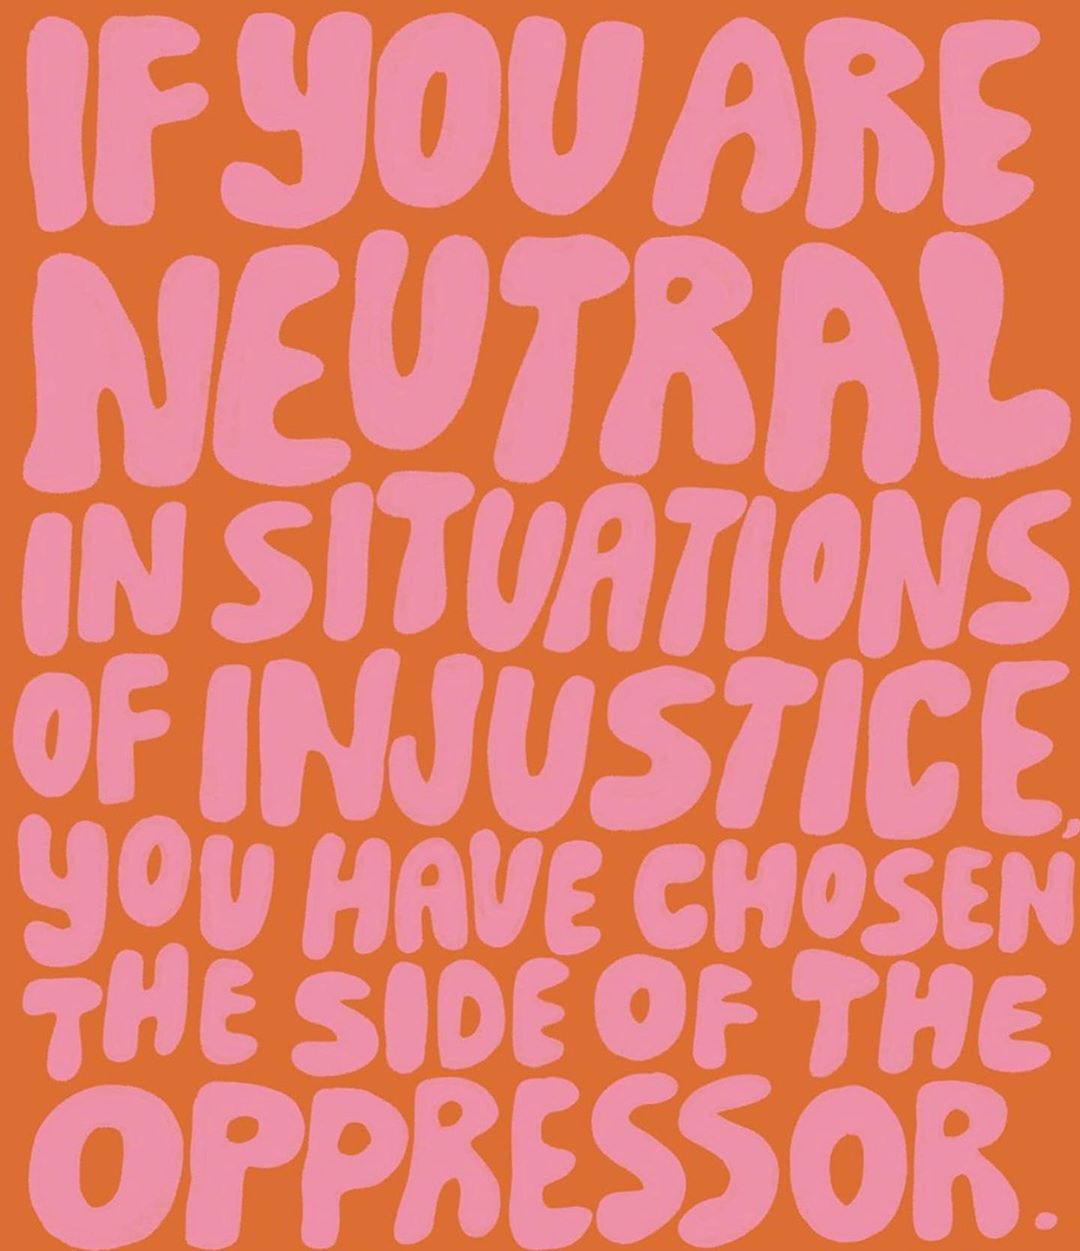 IF YOU ARE
NEUTRAL
IN SITUATIONS
OF INJUSTICE,
YOU HAVE CHOSEN
THE SIDE OF THE
OPPRESSOR.